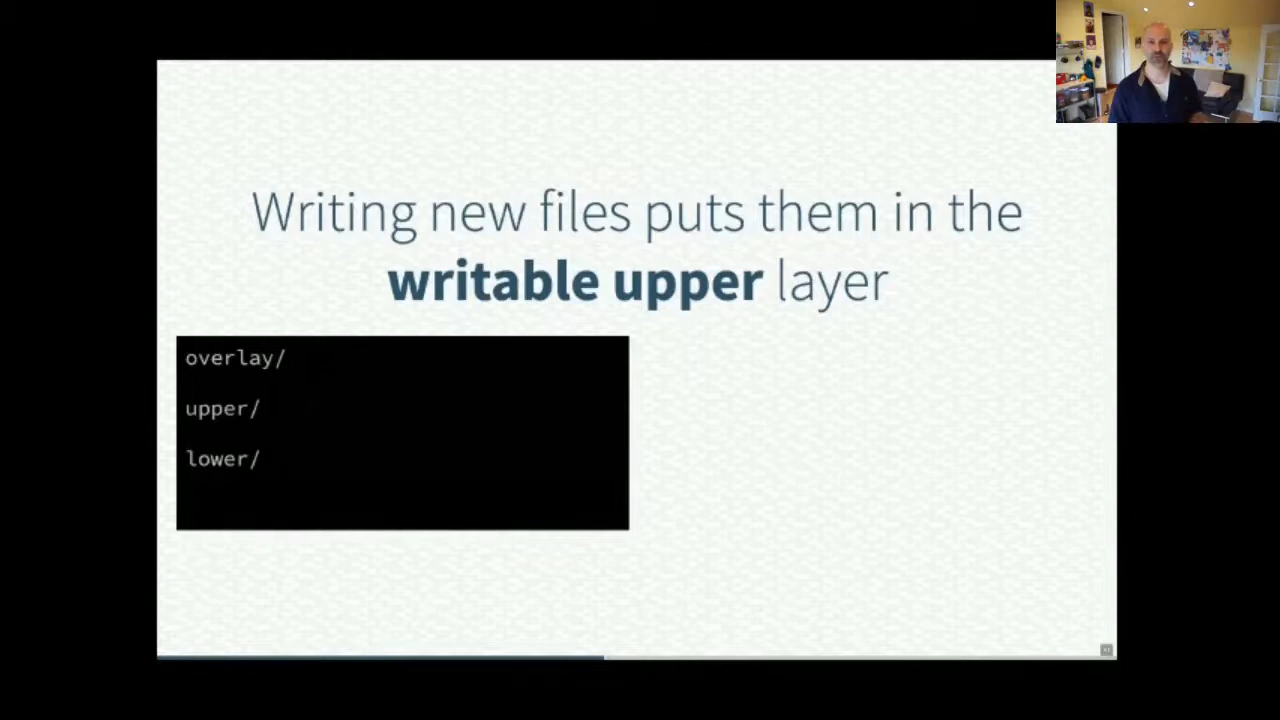 Writing new files puts them in the
writable upper layer
overlay/
upper/
lower/